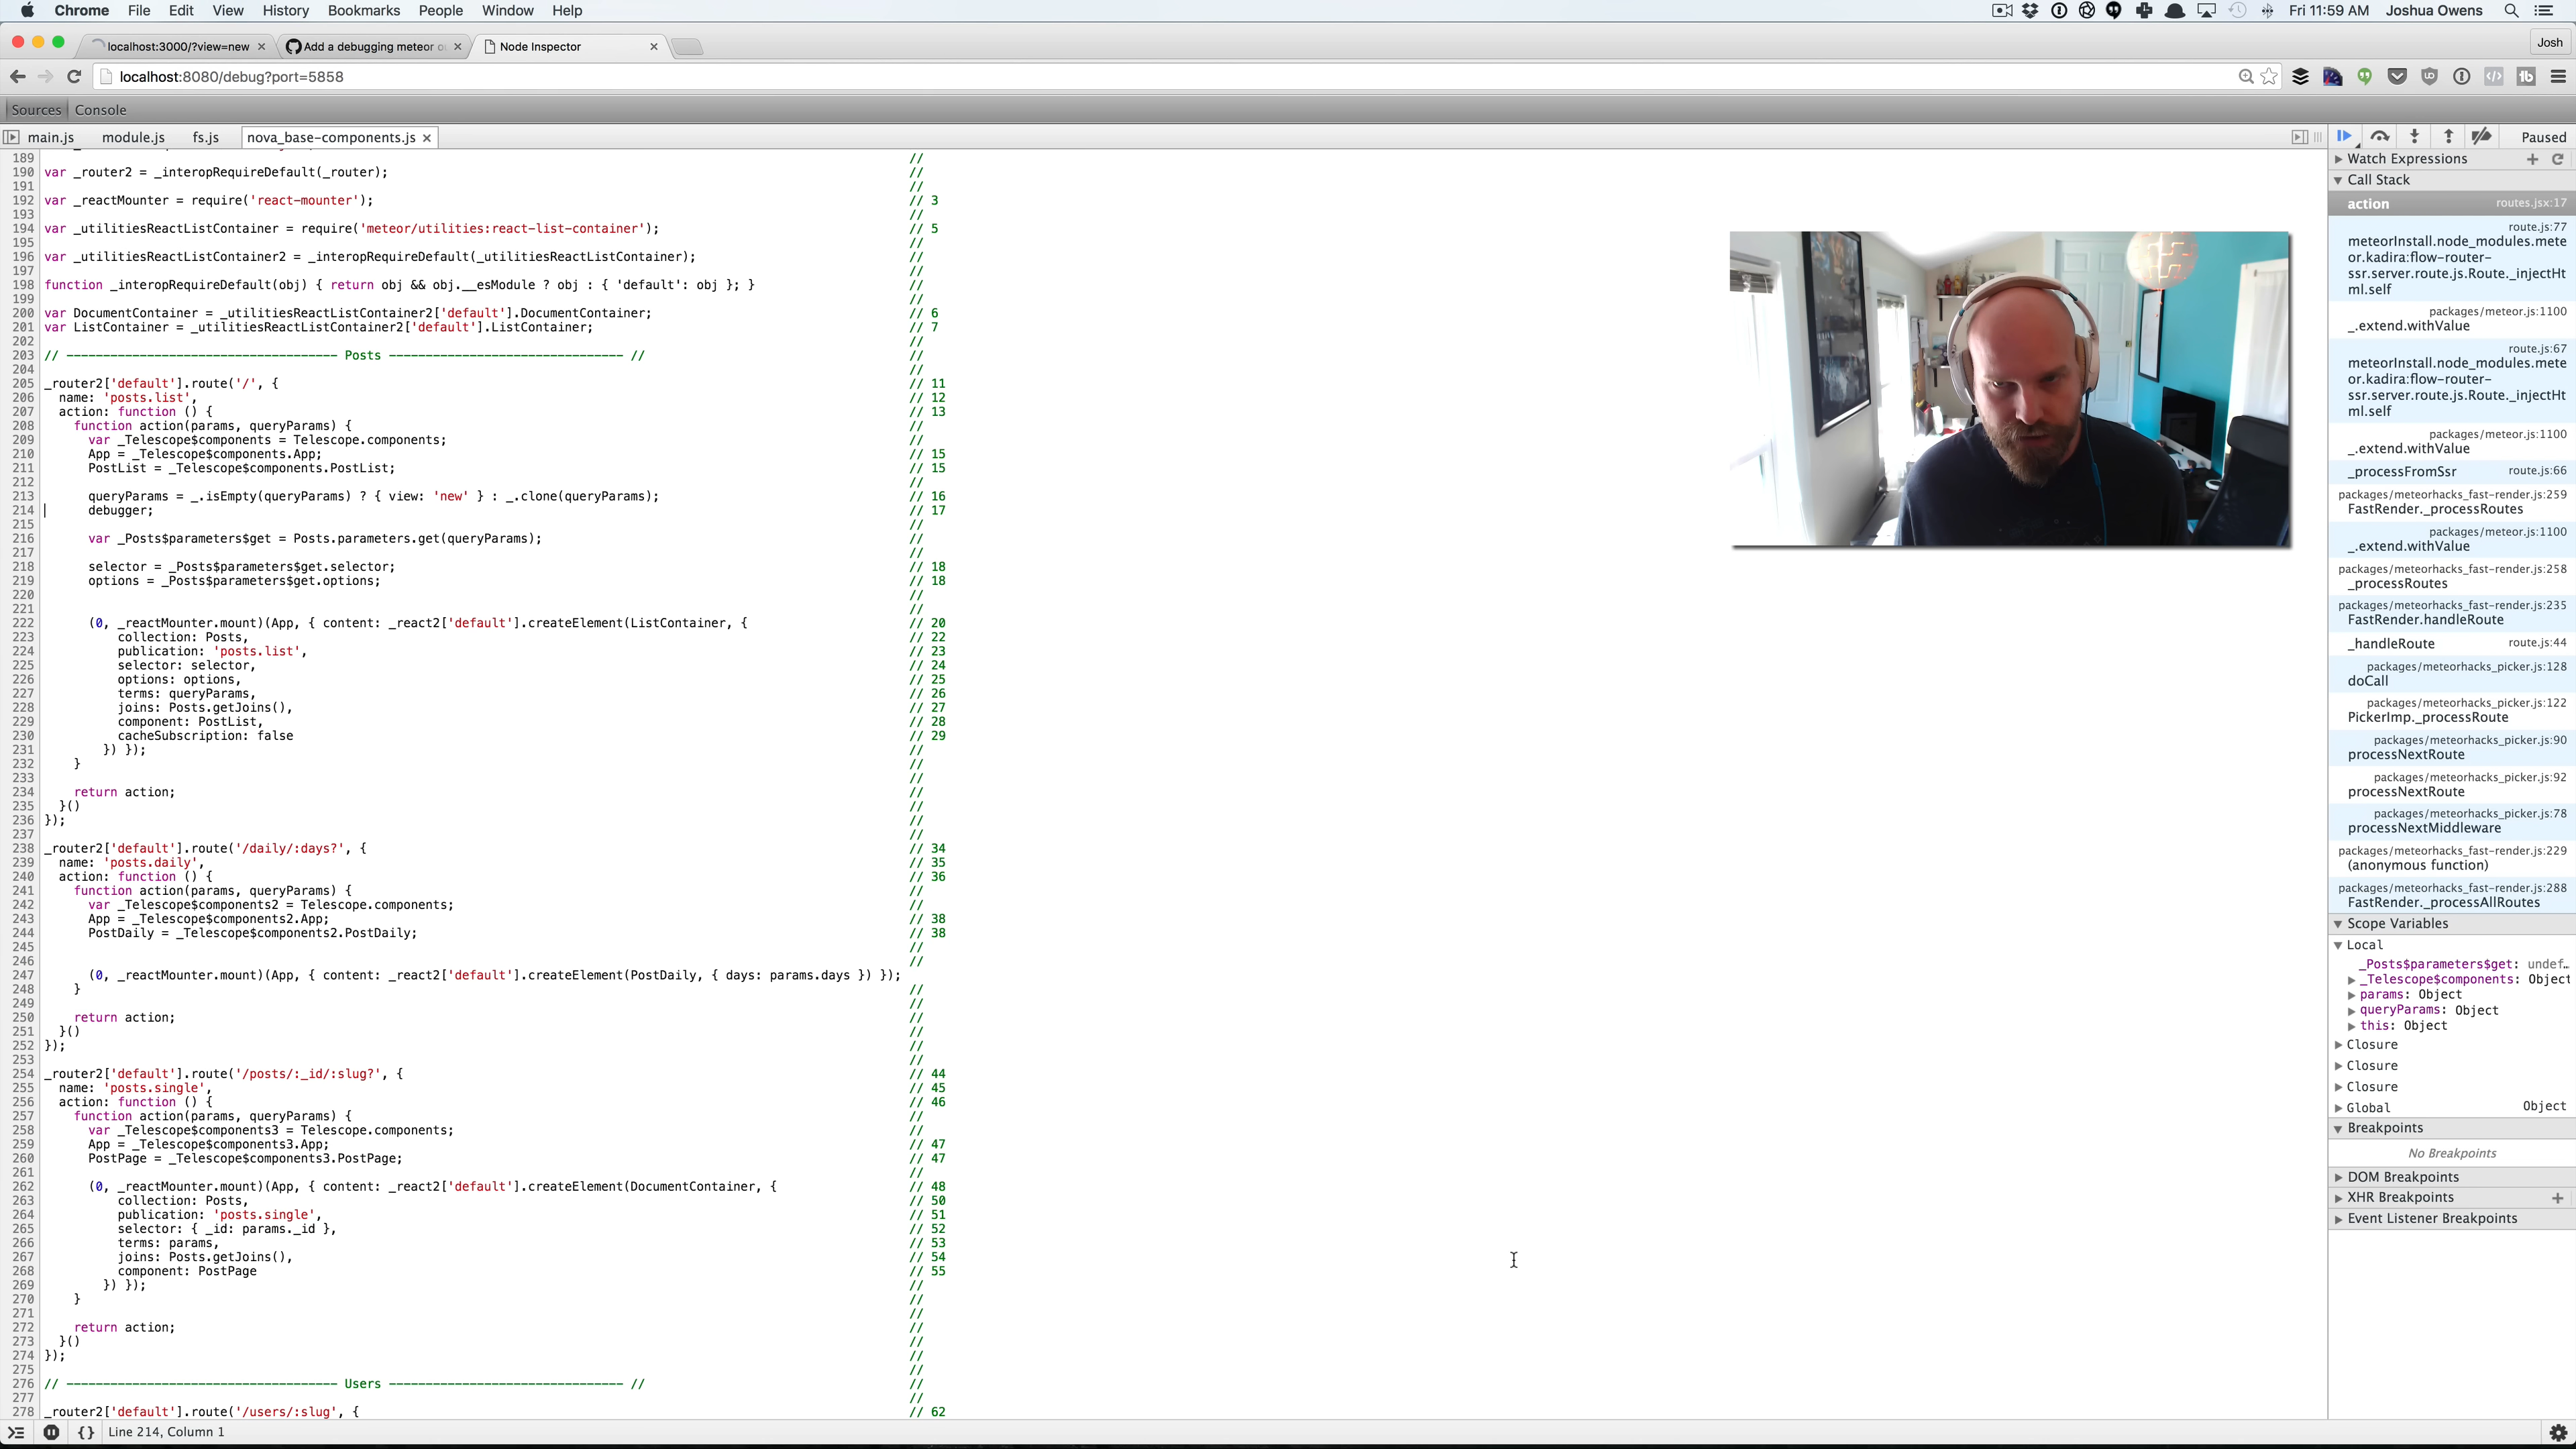 Chrome File Edit View History Bookmarks People Window Help Fri 11:59 AM Joshua Owens
localhost:3000/?view=new Add a debugging meteor o Node Inspector Josh
localhost:8080/debug?port=5858
Sources Console
main.js module.js fs.js nova_base-components.js Paused
189 //
190 var _router2 = _interopRequireDefault(_router); //
191 //
192 var _reactMounter = require('react-mounter'); // 3
193 //
194 var _utilitiesReactListContainer = require('meteor/utilities:react-list-container'); // 5
195 //
196 var _utilitiesReactListContainer2 = _interopRequireDefault(_utilitiesReactListContainer); //
197 //
198 function _interopRequireDefault(obj) { return obj && obj.__esModule ? obj : { 'default': obj }; } //
199 //
200 var DocumentContainer = _utilitiesReactListContainer2['default'].DocumentContainer; // 6
201 var ListContainer = _utilitiesReactListContainer2['default'].ListContainer; // 7
202 //
203 // ------------------------------------- Posts -------------------------------- // //
204 //
205 _router2['default'].route('/', { // 11
206 name: 'posts.list', // 12
207 action: function () { // 13
208 function action(params, queryParams) { //
209 var _Telescope$components = Telescope.components; //
210 App = _Telescope$components.App; // 15
211 PostList = _Telescope$components.PostList; // 15
212 //
213 queryParams = _.isEmpty(queryParams) ? { view: 'new' } : _.clone(queryParams); // 16
214 debugger; // 17
215 //
216 var _Posts$parameters$get = Posts.parameters.get(queryParams); //
217 //
218 selector = _Posts$parameters$get.selector; // 18
219 options = _Posts$parameters$get.options; // 18
220 //
221 //
222 (0, _reactMounter.mount)(App, { content: _react2['default'].createElement(ListContainer, { // 20
223 collection: Posts, // 22
224 publication: 'posts.list', // 23
225 selector: selector, // 24
226 options: options, // 25
227 terms: queryParams, // 26
228 joins: Posts.getJoins(), // 27
229 component: PostList, // 28
230 cacheSubscription: false // 29
231 }) }); //
232 } //
233 //
234 return action; //
235 }() //
236 }); //
237 //
238 _router2['default'].route('/daily/:days?', { // 34
239 name: 'posts.daily', // 35
240 action: function () { // 36
241 function action(params, queryParams) { //
242 var _Telescope$components2 = Telescope.components; //
243 App = _Telescope$components2.App; // 38
244 PostDaily = _Telescope$components2.PostDaily; // 38
245 //
246 //
247 (0, _reactMounter.mount)(App, { content: _react2['default'].createElement(PostDaily, { days: params.days }) });
248 } //
249 //
250 return action; //
251 }() //
252 }); //
253 //
254 _router2['default'].route('/posts/:_id/:slug?', { // 44
255 name: 'posts.single', // 45
256 action: function () { // 46
257 function action(params, queryParams) { //
258 var _Telescope$components3 = Telescope.components; //
259 App = _Telescope$components3.App; // 47
260 PostPage = _Telescope$components3.PostPage; // 47
261 //
262 (0, _reactMounter.mount)(App, { content: _react2['default'].createElement(DocumentContainer, { // 48
263 collection: Posts, // 50
264 publication: 'posts.single', // 51
265 selector: { _id: params._id }, // 52
266 terms: params, // 53
267 joins: Posts.getJoins(), // 54
268 component: PostPage // 55
269 }) }); //
270 } //
271 //
272 return action; //
273 }() //
274 }); //
275 //
276 // ------------------------------------- Users -------------------------------- // //
277 //
278 _router2['default'].route('/users/:slug', { // 62
Line 214, Column 1
Watch Expressions
Call Stack
action routes.jsx:17
route.js:77
meteorInstall.node_modules.mete
or.kadira:flow-router-
ssr.server.route.js.Route._injectHt
ml.self
packages/meteor.js:1100
_.extend.withValue
route.js:67
meteorInstall.node_modules.mete
or.kadira:flow-router-
ssr.server.route.js.Route._injectHt
ml.self
packages/meteor.js:1100
_.extend.withValue
_processFromSsr route.js:66
packages/meteorhacks_fast-render.js:259
FastRender._processRoutes
packages/meteor.js:1100
_.extend.withValue
packages/meteorhacks_fast-render.js:258
_processRoutes
packages/meteorhacks_fast-render.js:235
FastRender.handleRoute
_handleRoute route.js:44
packages/meteorhacks_picker.js:128
doCall
packages/meteorhacks_picker.js:122
PickerImp._processRoute
packages/meteorhacks_picker.js:90
processNextRoute
packages/meteorhacks_picker.js:92
processNextRoute
packages/meteorhacks_picker.js:78
processNextMiddleware
packages/meteorhacks_fast-render.js:229
(anonymous function)
packages/meteorhacks_fast-render.js:288
FastRender._processAllRoutes
Scope Variables
Local
_Posts$parameters$get: undef…
_Telescope$components: Object
params: Object
queryParams: Object
this: Object
Closure
Closure
Closure
Global Object
Breakpoints
No Breakpoints
DOM Breakpoints
XHR Breakpoints
Event Listener Breakpoints